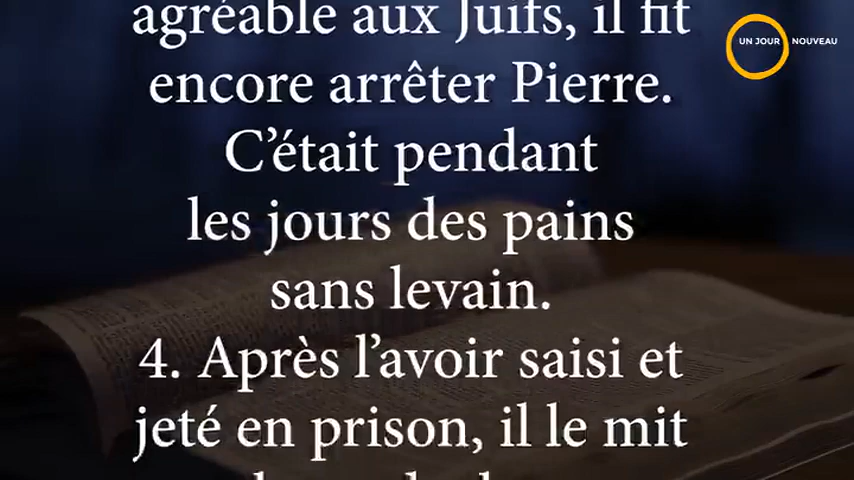 agréable aux Juifs, il fit
encore arrêter Pierre.
C’était pendant
les jours des pains
sans levain.
4. Après l’avoir saisi et
jeté en prison, il le mit
UN JOUR NOUVEAU